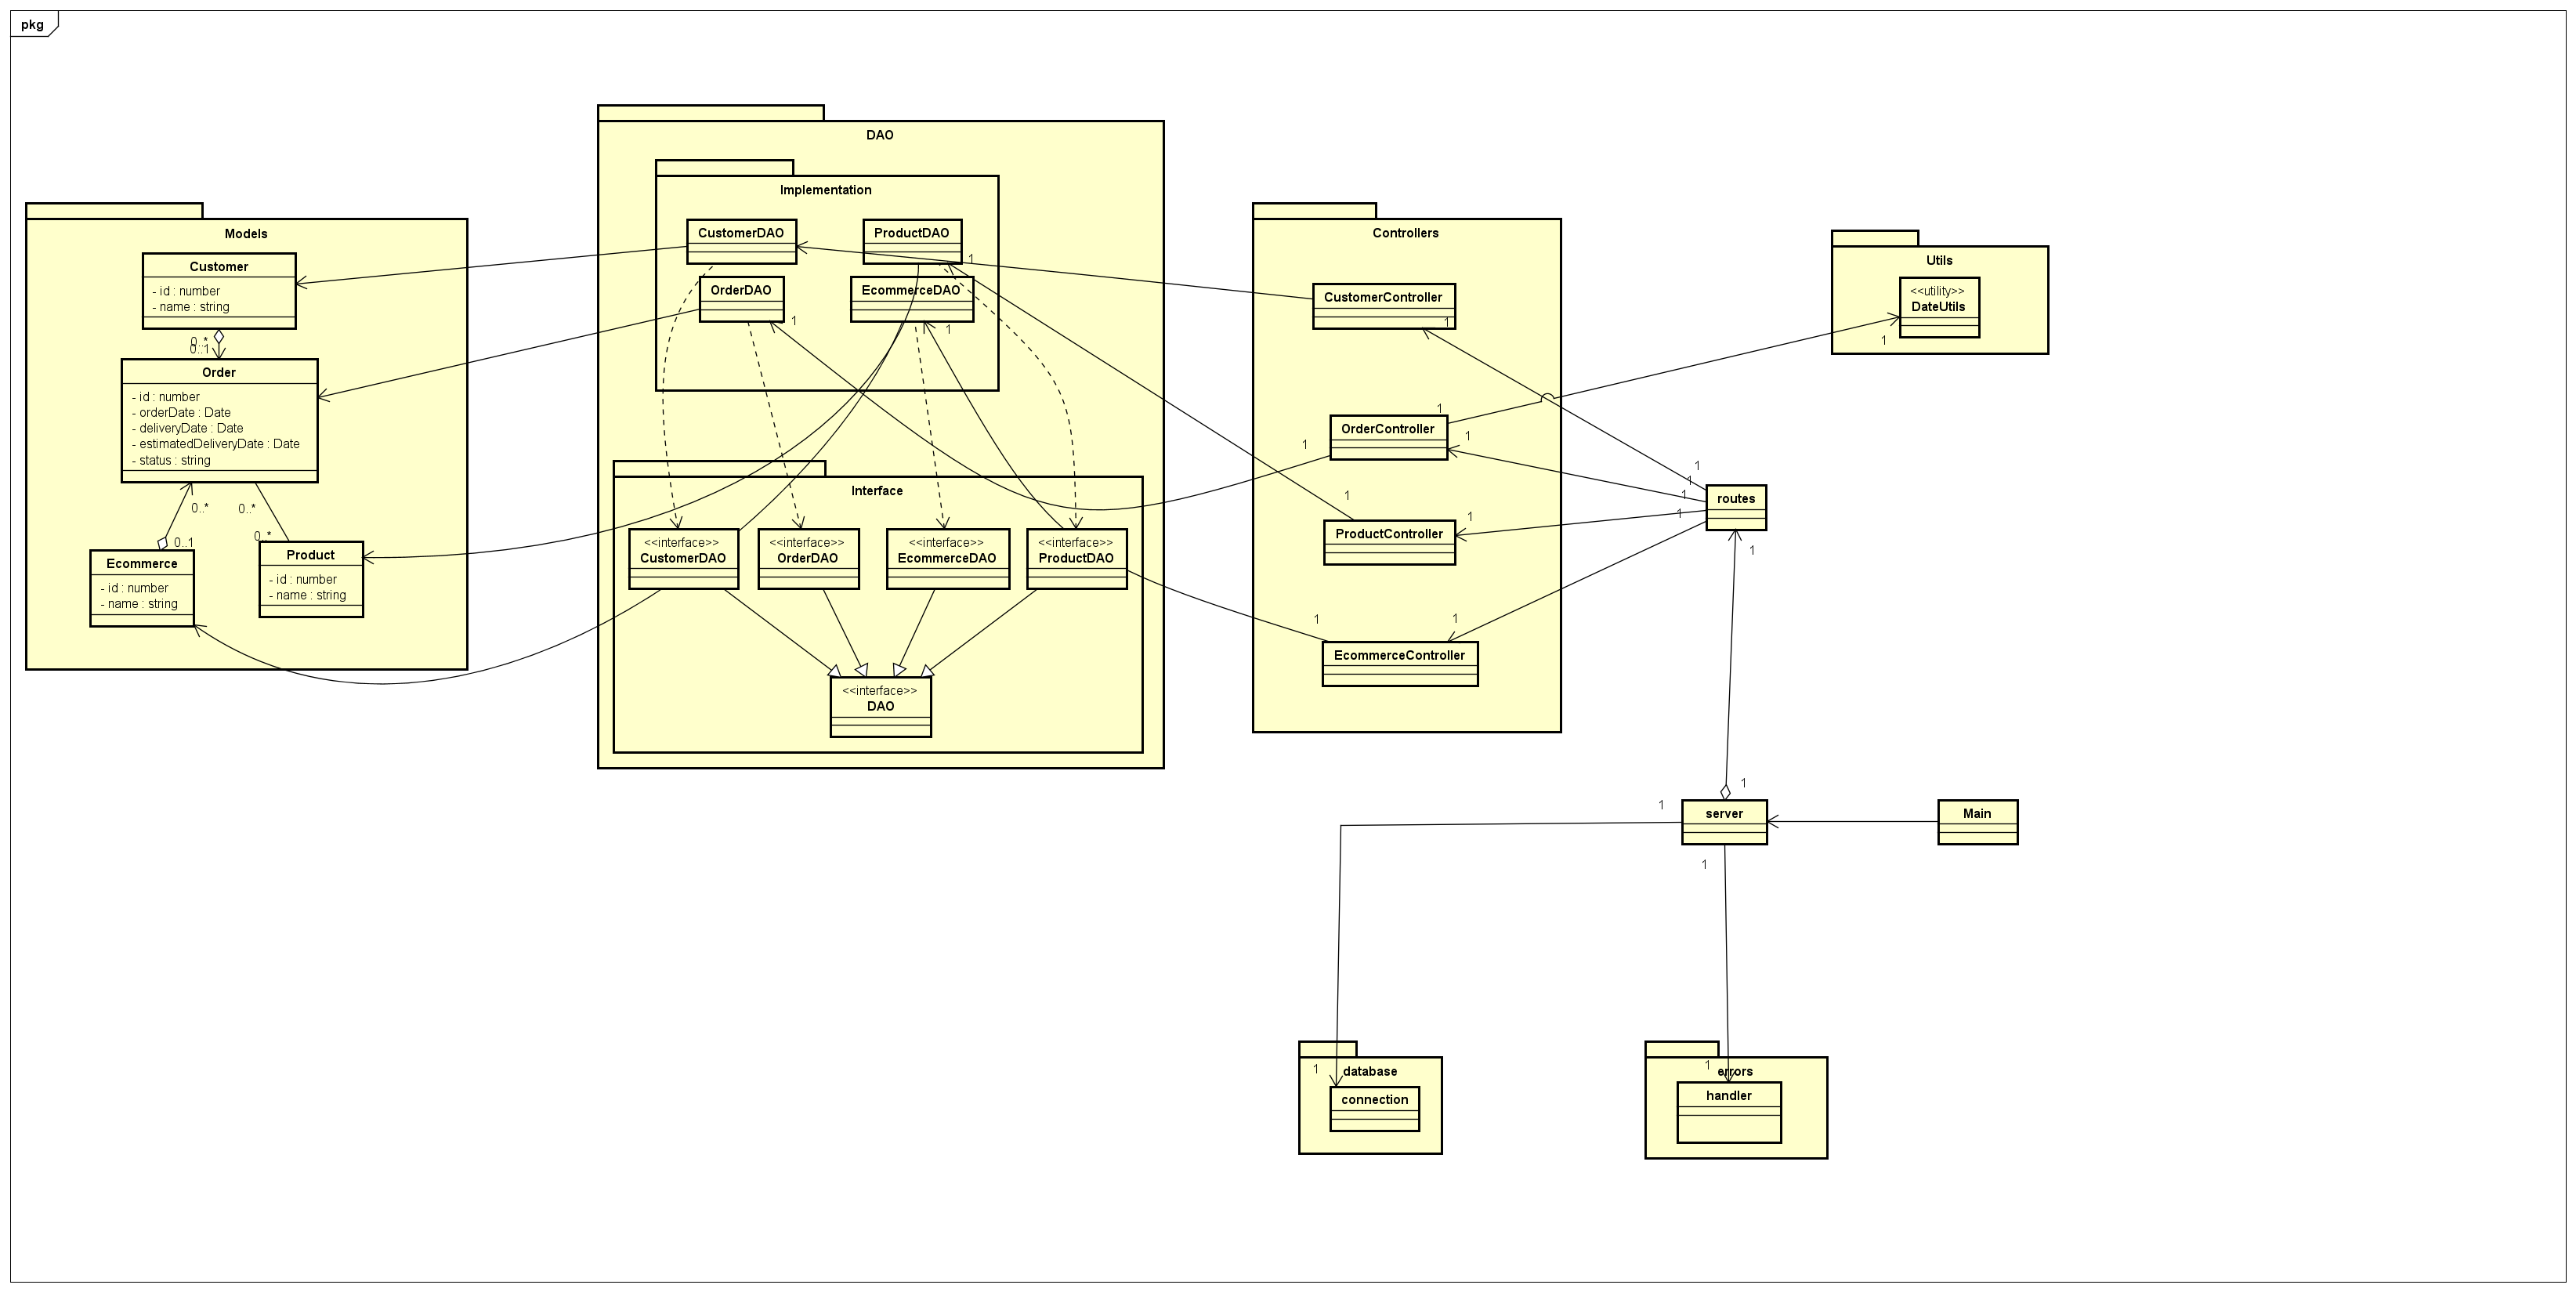 pkg
Models
Customer
- id : number
- name : string
0..*
0..1
Order
- id : number
- orderDate : Date
- deliveryDate : Date
- estimatedDeliveryDate : Date
- status : string
0..*
0..*
0..1
0..*
Ecommerce
- id : number
- name : string
Product
- id : number
- name : string
DAO
Implementation
CustomerDAO
ProductDAO
1
OrderDAO
EcommerceDAO
1
1
Interface
<<interface>>
CustomerDAO
<<interface>>
OrderDAO
<<interface>>
EcommerceDAO
<<interface>>
ProductDAO
<<interface>>
DAO
Controllers
CustomerController
1
1
OrderController
1
1
1
ProductController
1
1
1
EcommerceController
Utils
<<utility>>
DateUtils
1
1
1
1
1
routes
1
1
1
server
1
Main
database
1
connection
errors
1
handler